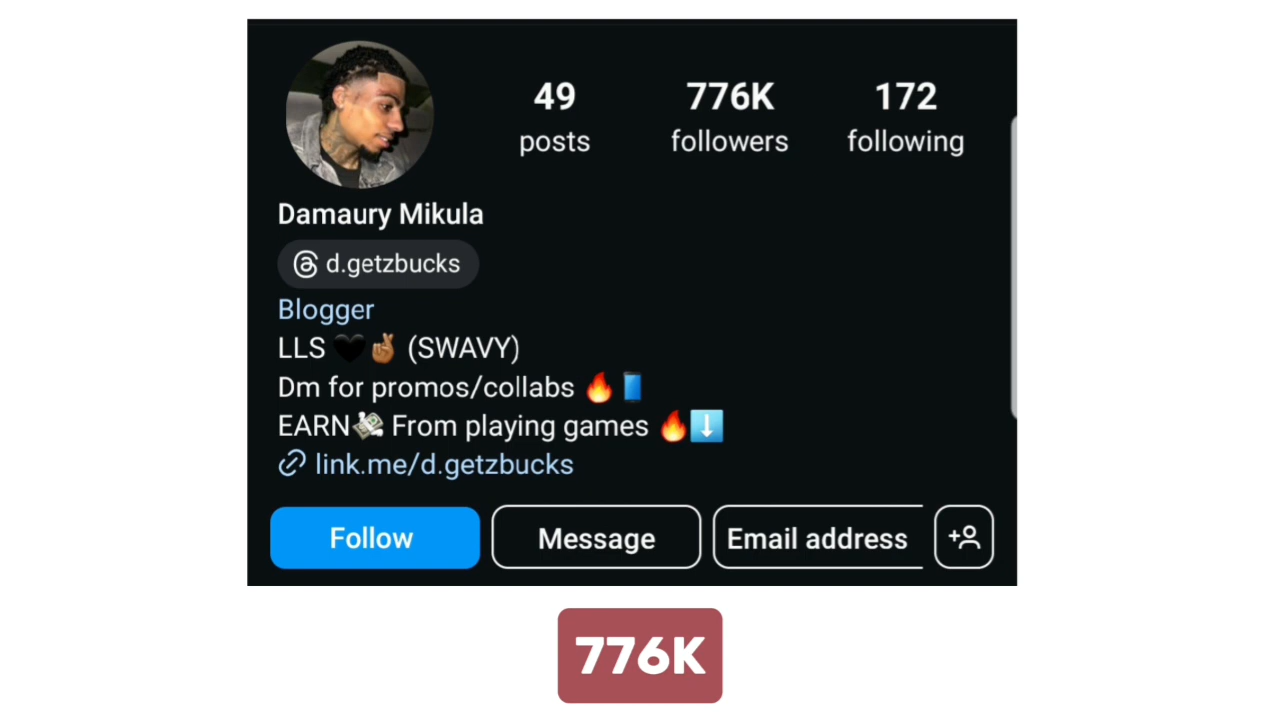 49 776K 172
posts followers following
Damaury Mikula
d.getzbucks
Blogger
LLS 🖤🤞🏾 (SWAVY)
Dm for promos/collabs 🔥📱
EARN💸 From playing games 🔥⬇️
link.me/d.getzbucks
Follow Message Email address
776K